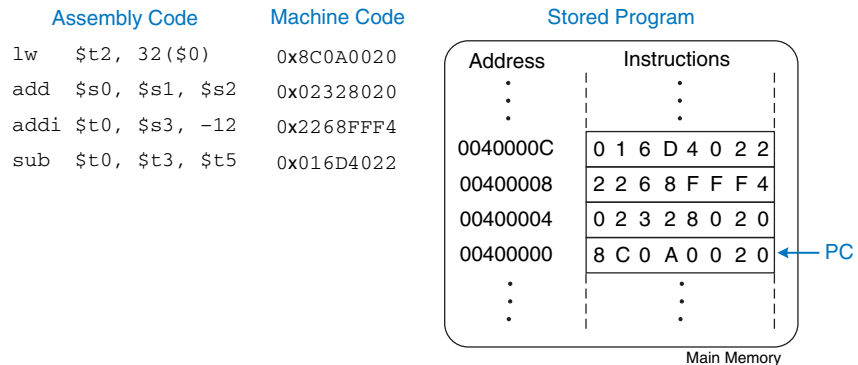 Assembly Code
lw $t2, 32($0)
add $s0, $s1, $s2
addi $t0, $s3, –12
sub $t0, $t3, $t5
Machine Code
0x8C0A0020
0x02328020
0x2268FFF4
0x016D4022
Stored Program
Address Instructions
0040000C 0 1 6 D 4 0 2 2
00400008 2 2 6 8 F F F 4
00400004 0 2 3 2 8 0 2 0
00400000 8 C 0 A 0 0 2 0 PC
Main Memory